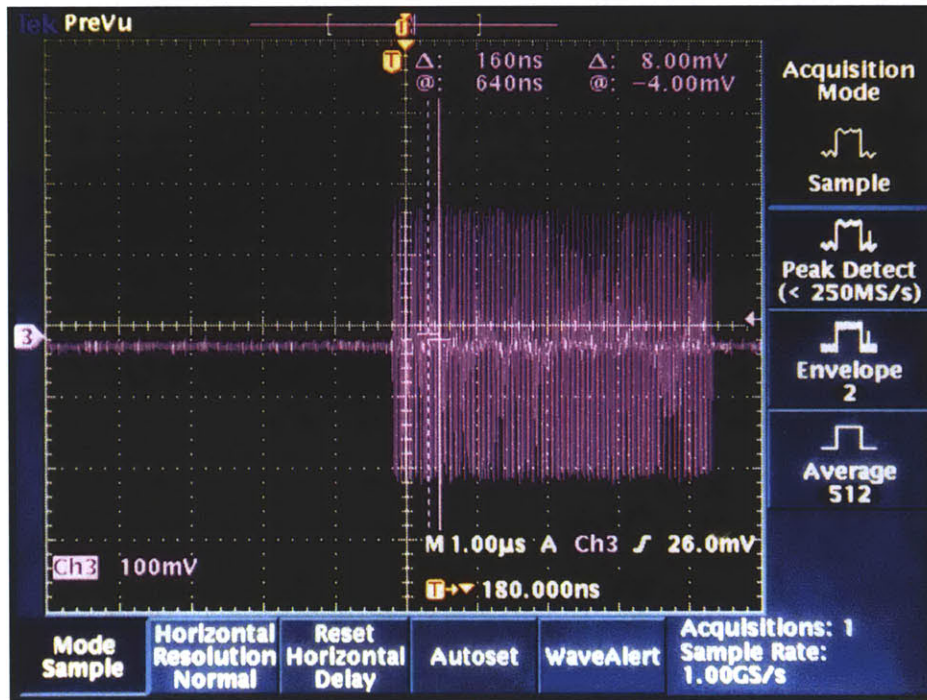 Tek PreVu
T
Δ: 160ns Δ: 8.00mV
@: 640ns @: −4.00mV
3
M 1.00µs A Ch3 ∫ 26.0mV
Ch3 100mV
T→▼ 180.000ns
Acquisition
Mode
Sample
Peak Detect
(< 250MS/s)
Envelope
2
Average
512
Mode
Sample
Horizontal
Resolution
Normal
Reset
Horizontal
Delay
Autoset
WaveAlert
Acquisitions: 1
Sample Rate:
1.00GS/s